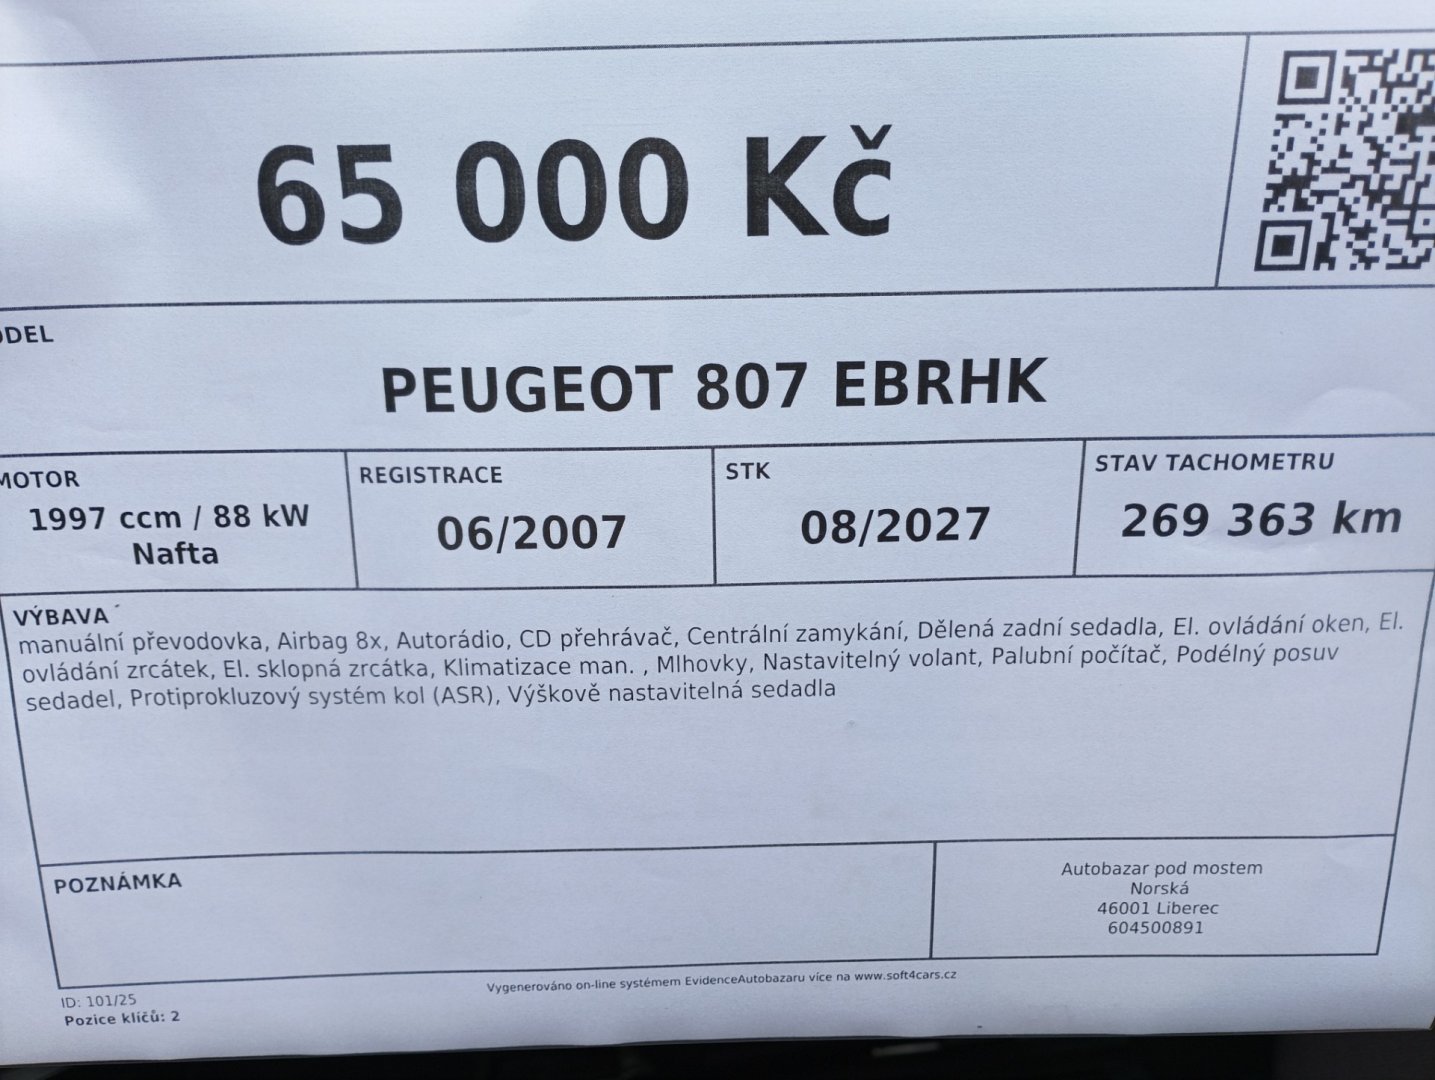 65 000 Kč
ODEL
PEUGEOT 807 EBRHK
MOTOR
1997 ccm / 88 kW
Nafta
REGISTRACE
06/2007
STK
08/2027
STAV TACHOMETRU
269 363 km
VÝBAVA
manuální převodovka, Airbag 8x, Autorádio, CD přehrávač, Centrální zamykání, Dělená zadní sedadla, El. ovládání oken, El.
ovládání zrcátek, El. sklopná zrcátka, Klimatizace man. , Mlhovky, Nastavitelný volant, Palubní počítač, Podélný posuv
sedadel, Protiprokluzový systém kol (ASR), Výškově nastavitelná sedadla
POZNÁMKA
Autobazar pod mostem
Norská
46001 Liberec
604500891
Vygenerováno on-line systémem EvidenceAutobazaru více na www.soft4cars.cz
ID: 101/25
Pozice klíčů: 2